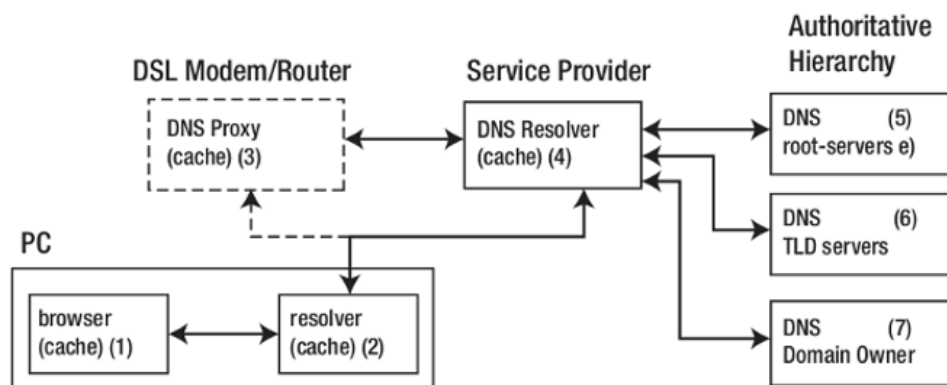 Authoritative
Hierarchy
DSL Modem/Router
Service Provider
DNS Proxy
(cache) (3)
DNS Resolver
(cache) (4)
DNS (5)
root-servers e)
DNS (6)
TLD servers
PC
browser
(cache) (1)
resolver
(cache) (2)
DNS (7)
Domain Owner